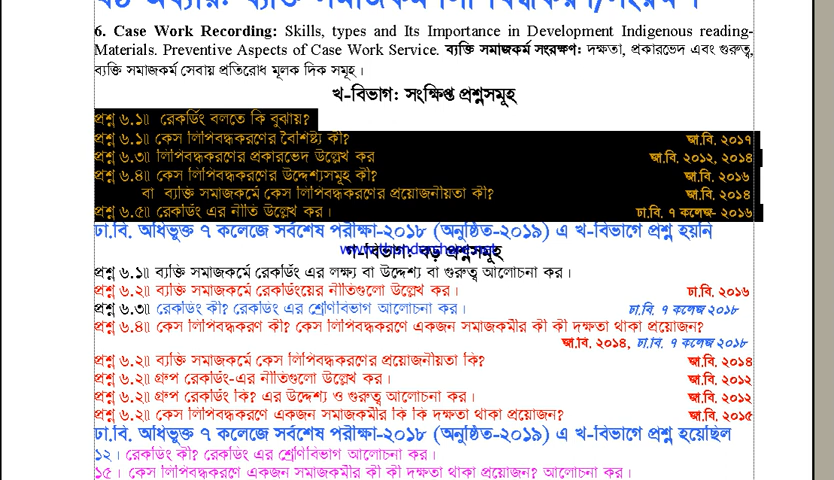 ষষ্ঠ অধ্যায়: ব্যক্তি সমাজকর্ম লিপিবদ্ধকরণ/সংরক্ষণ
6. Case Work Recording: Skills, types and Its Importance in Development Indigenous reading-
Materials. Preventive Aspects of Case Work Service. ব্যক্তি সমাজকর্ম সংরক্ষণ: দক্ষতা, প্রকারভেদ এবং গুরুত্ব,
ব্যক্তি সমাজকর্ম সেবায় প্রতিরোধ মূলক দিক সমূহ।
খ-বিভাগ: সংক্ষিপ্ত প্রশ্নসমূহ
প্রশ্ন ৬.১॥ রেকর্ডিং বলতে কি বুঝায়?
প্রশ্ন ৬.১॥ কেস লিপিবদ্ধকরণের বৈশিষ্ট্য কী? জা.বি. ২০১৭
প্রশ্ন ৬.৩॥ লিপিবদ্ধকরণের প্রকারভেদ উল্লেখ কর জা.বি. ২০১২, ২০১৪
প্রশ্ন ৬.৪॥ কেস লিপিবদ্ধকরণের উদ্দেশ্যসমূহ কী? জা.বি. ২০১৬
বা ব্যক্তি সমাজকর্মে কেস লিপিবদ্ধকরণের প্রয়োজনীয়তা কী? জা.বি. ২০১৪
প্রশ্ন ৬.৫॥ রেকর্ডিং এর নীতি উল্লেখ কর। ঢা.বি. ৭ কলেজ- ২০১৬
ঢা.বি. অধিভুক্ত ৭ কলেজে সর্বশেষ পরীক্ষা-২০১৮ (অনুষ্ঠিত-২০১৯) এ খ-বিভাগে প্রশ্ন হয়নি
গ-বিভাগ: বড় প্রশ্নসমূহ
প্রশ্ন ৬.১॥ ব্যক্তি সমাজকর্মে রেকর্ডিং এর লক্ষ্য বা উদ্দেশ্য বা গুরুত্ব আলোচনা কর।
প্রশ্ন ৬.২॥ ব্যক্তি সমাজকর্মে রেকর্ডিংয়ের নীতিগুলো উল্লেখ কর। ঢা.বি. ২০১৬
প্রশ্ন ৬.৩॥ রেকর্ডিং কী? রেকর্ডিং এর শ্রেণিবিভাগ আলোচনা কর। ঢা.বি. ৭ কলেজ ২০১৮
প্রশ্ন ৬.৪॥ কেস লিপিবদ্ধকরণ কী? কেস লিপিবদ্ধকরণে একজন সমাজকর্মীর কী কী দক্ষতা থাকা প্রয়োজন?
জা.বি. ২০১৪, ঢা.বি. ৭ কলেজ ২০১৮
প্রশ্ন ৬.২॥ ব্যক্তি সমাজকর্মে কেস লিপিবদ্ধকরণের প্রয়োজনীয়তা কি? জা.বি. ২০১৪
প্রশ্ন ৬.২॥ গ্রুপ রেকর্ডিং-এর নীতিগুলো উল্লেখ কর। জা.বি. ২০১২
প্রশ্ন ৬.২॥ গ্রুপ রেকর্ডিং কি? এর উদ্দেশ্য ও গুরুত্ব আলোচনা কর। জা.বি. ২০১২
প্রশ্ন ৬.২॥ কেস লিপিবদ্ধকরণে একজন সমাজকর্মীর কি কি দক্ষতা থাকা প্রয়োজন? জা.বি. ২০১৫
ঢা.বি. অধিভুক্ত ৭ কলেজে সর্বশেষ পরীক্ষা-২০১৮ (অনুষ্ঠিত-২০১৯) এ খ-বিভাগে প্রশ্ন হয়েছিল
১২। রেকর্ডিং কী? রেকর্ডিং এর শ্রেণিবিভাগ আলোচনা কর।
১৫। কেস লিপিবদ্ধকরণে একজন সমাজকর্মীর কী কী দক্ষতা থাকা প্রয়োজন? আলোচনা কর।